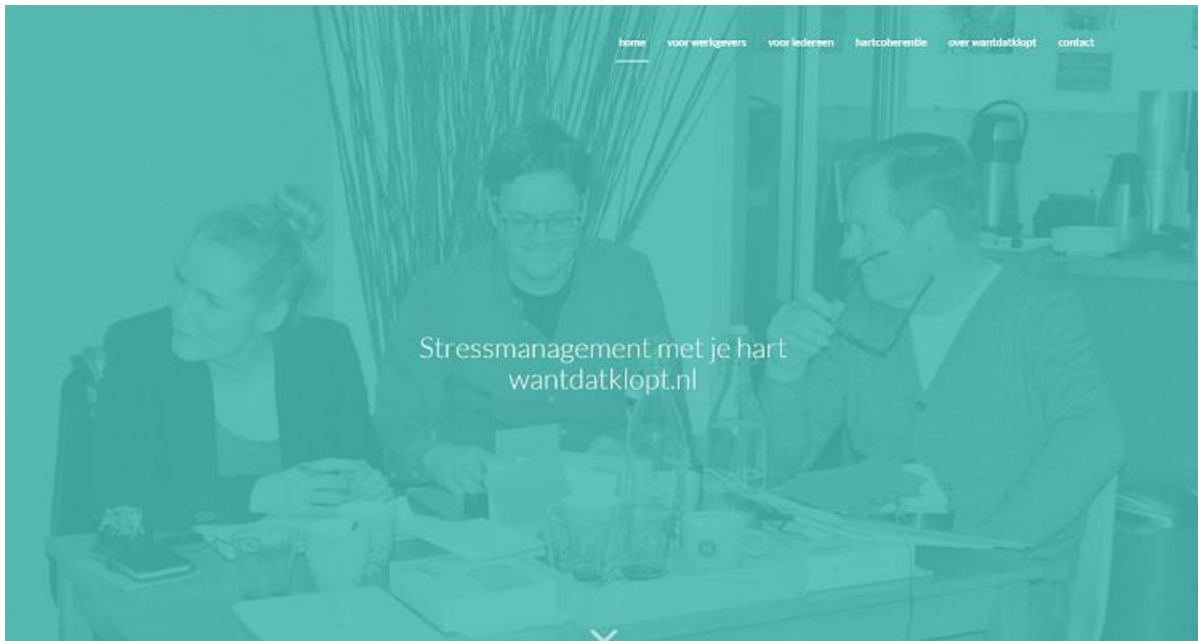 home voor werkgevers voor iedereen hartcoherentie over wantdatklopt contact
Stressmanagement met je hart
wantdatklopt.nl